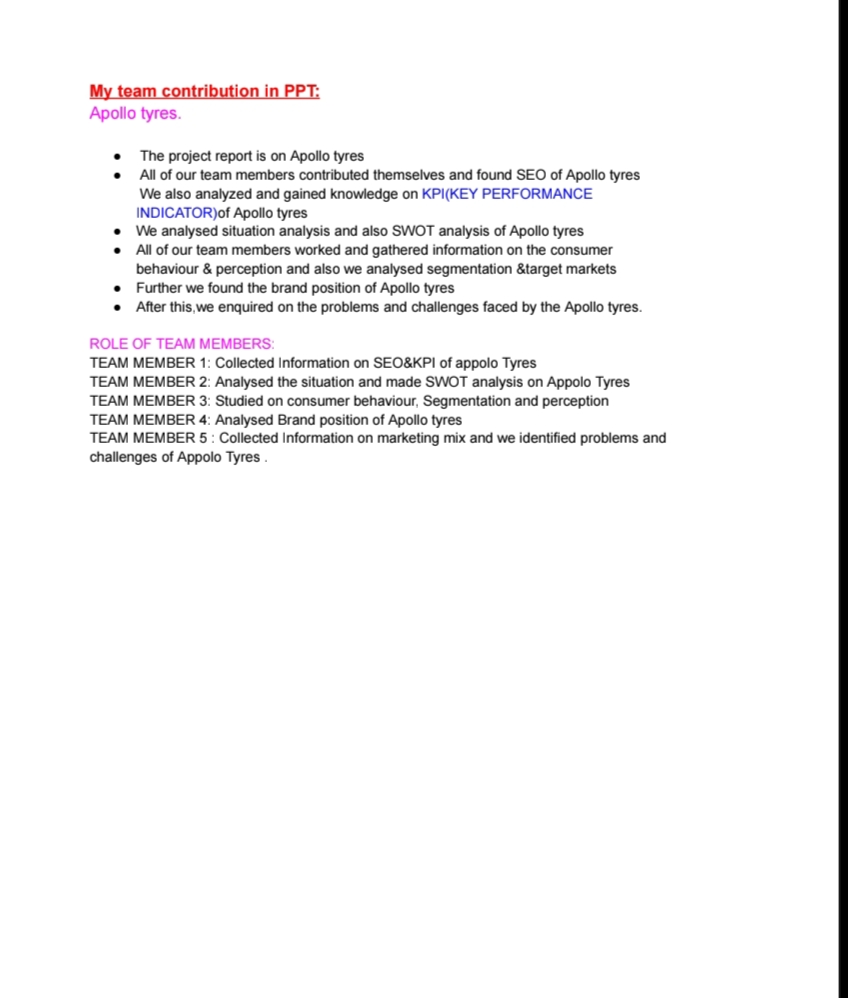 My team contribution in PPT:
Apollo tyres.
● The project report is on Apollo tyres
● All of our team members contributed themselves and found SEO of Apollo tyres
We also analyzed and gained knowledge on KPI(KEY PERFORMANCE
INDICATOR)of Apollo tyres
● We analysed situation analysis and also SWOT analysis of Apollo tyres
● All of our team members worked and gathered information on the consumer
behaviour & perception and also we analysed segmentation &target markets
● Further we found the brand position of Apollo tyres
● After this,we enquired on the problems and challenges faced by the Apollo tyres.
ROLE OF TEAM MEMBERS:
TEAM MEMBER 1: Collected Information on SEO&KPI of appolo Tyres
TEAM MEMBER 2: Analysed the situation and made SWOT analysis on Appolo Tyres
TEAM MEMBER 3: Studied on consumer behaviour, Segmentation and perception
TEAM MEMBER 4: Analysed Brand position of Apollo tyres
TEAM MEMBER 5 : Collected Information on marketing mix and we identified problems and
challenges of Appolo Tyres .